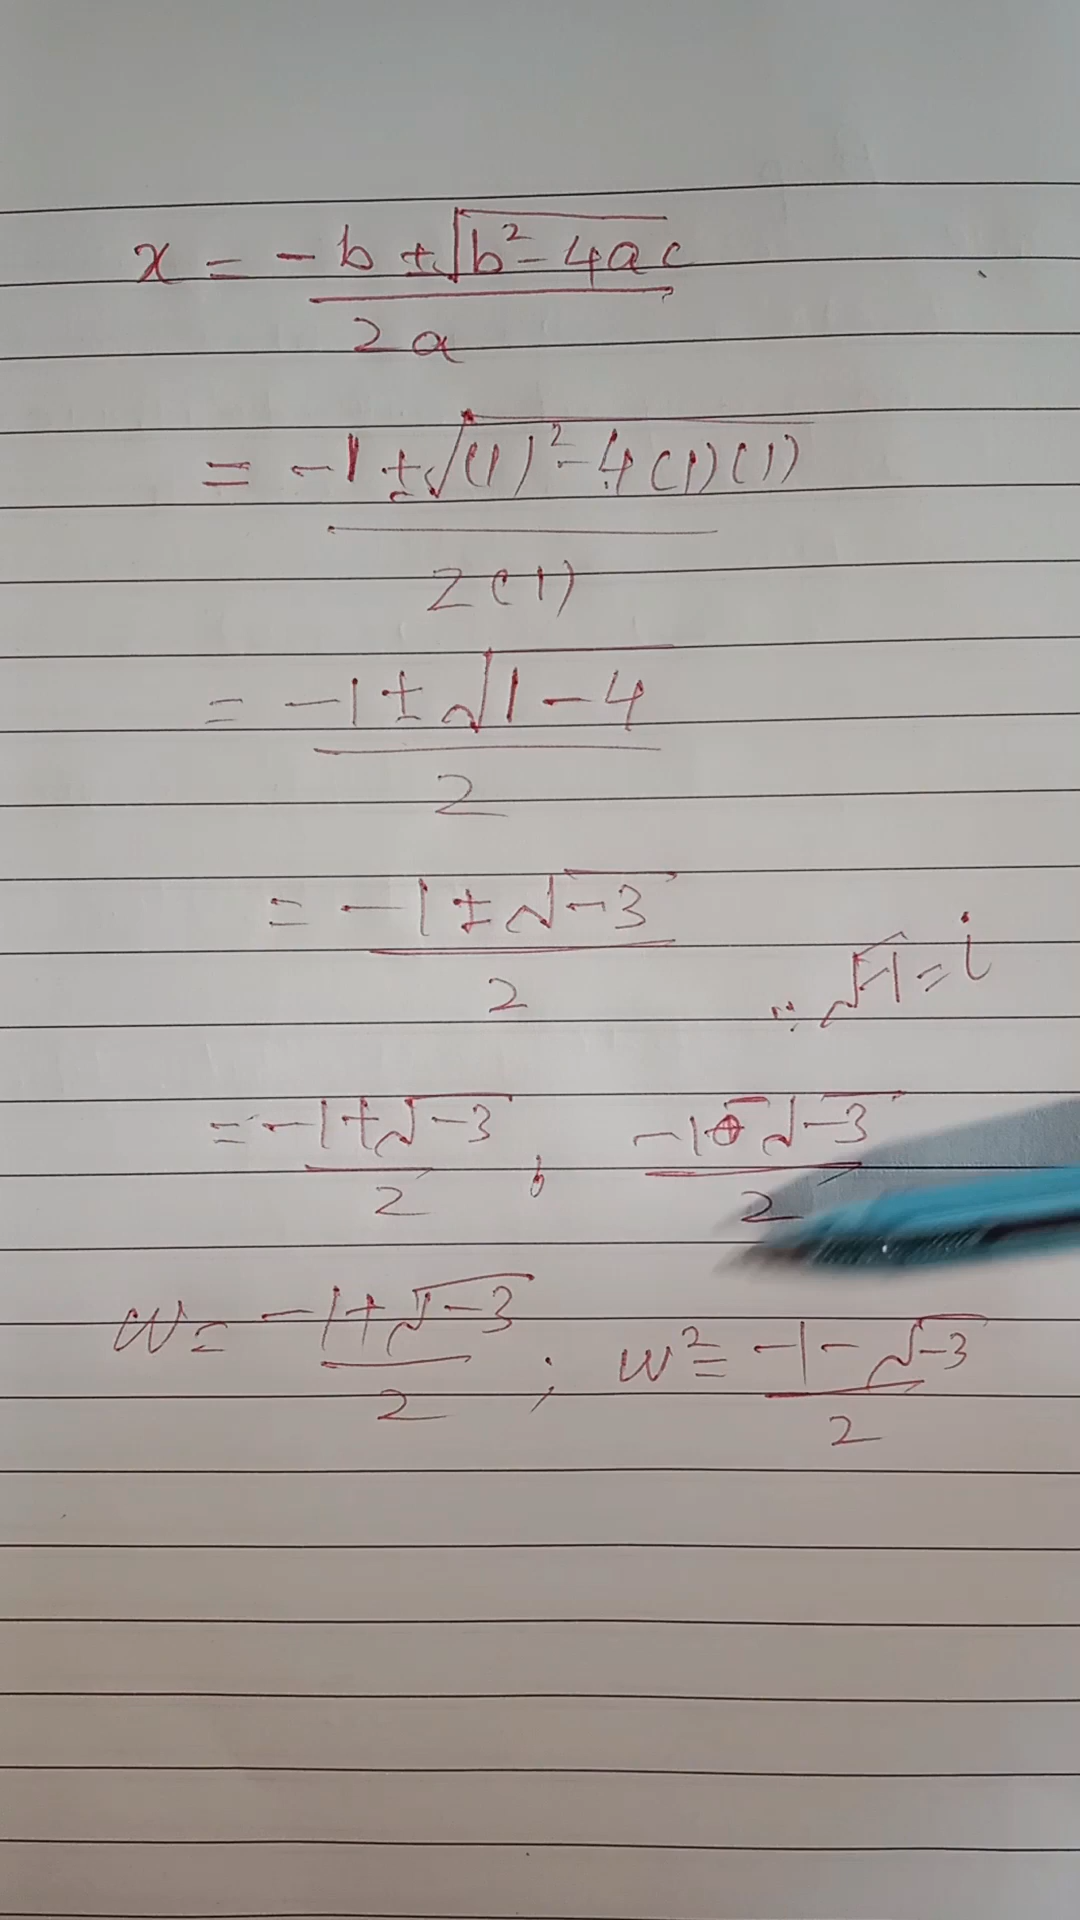 x = -b ± √b² - 4ac
2a
= -1 ± √(1)² - 4(1)(1)
2(1)
= -1 ± √1 - 4
2
= -1 ± √-3
2
∵ √-1 = i
= -1 + √-3 , -1 - √-3
2 2
w = -1 + √-3 ; w² = -1 - √-3
2 2